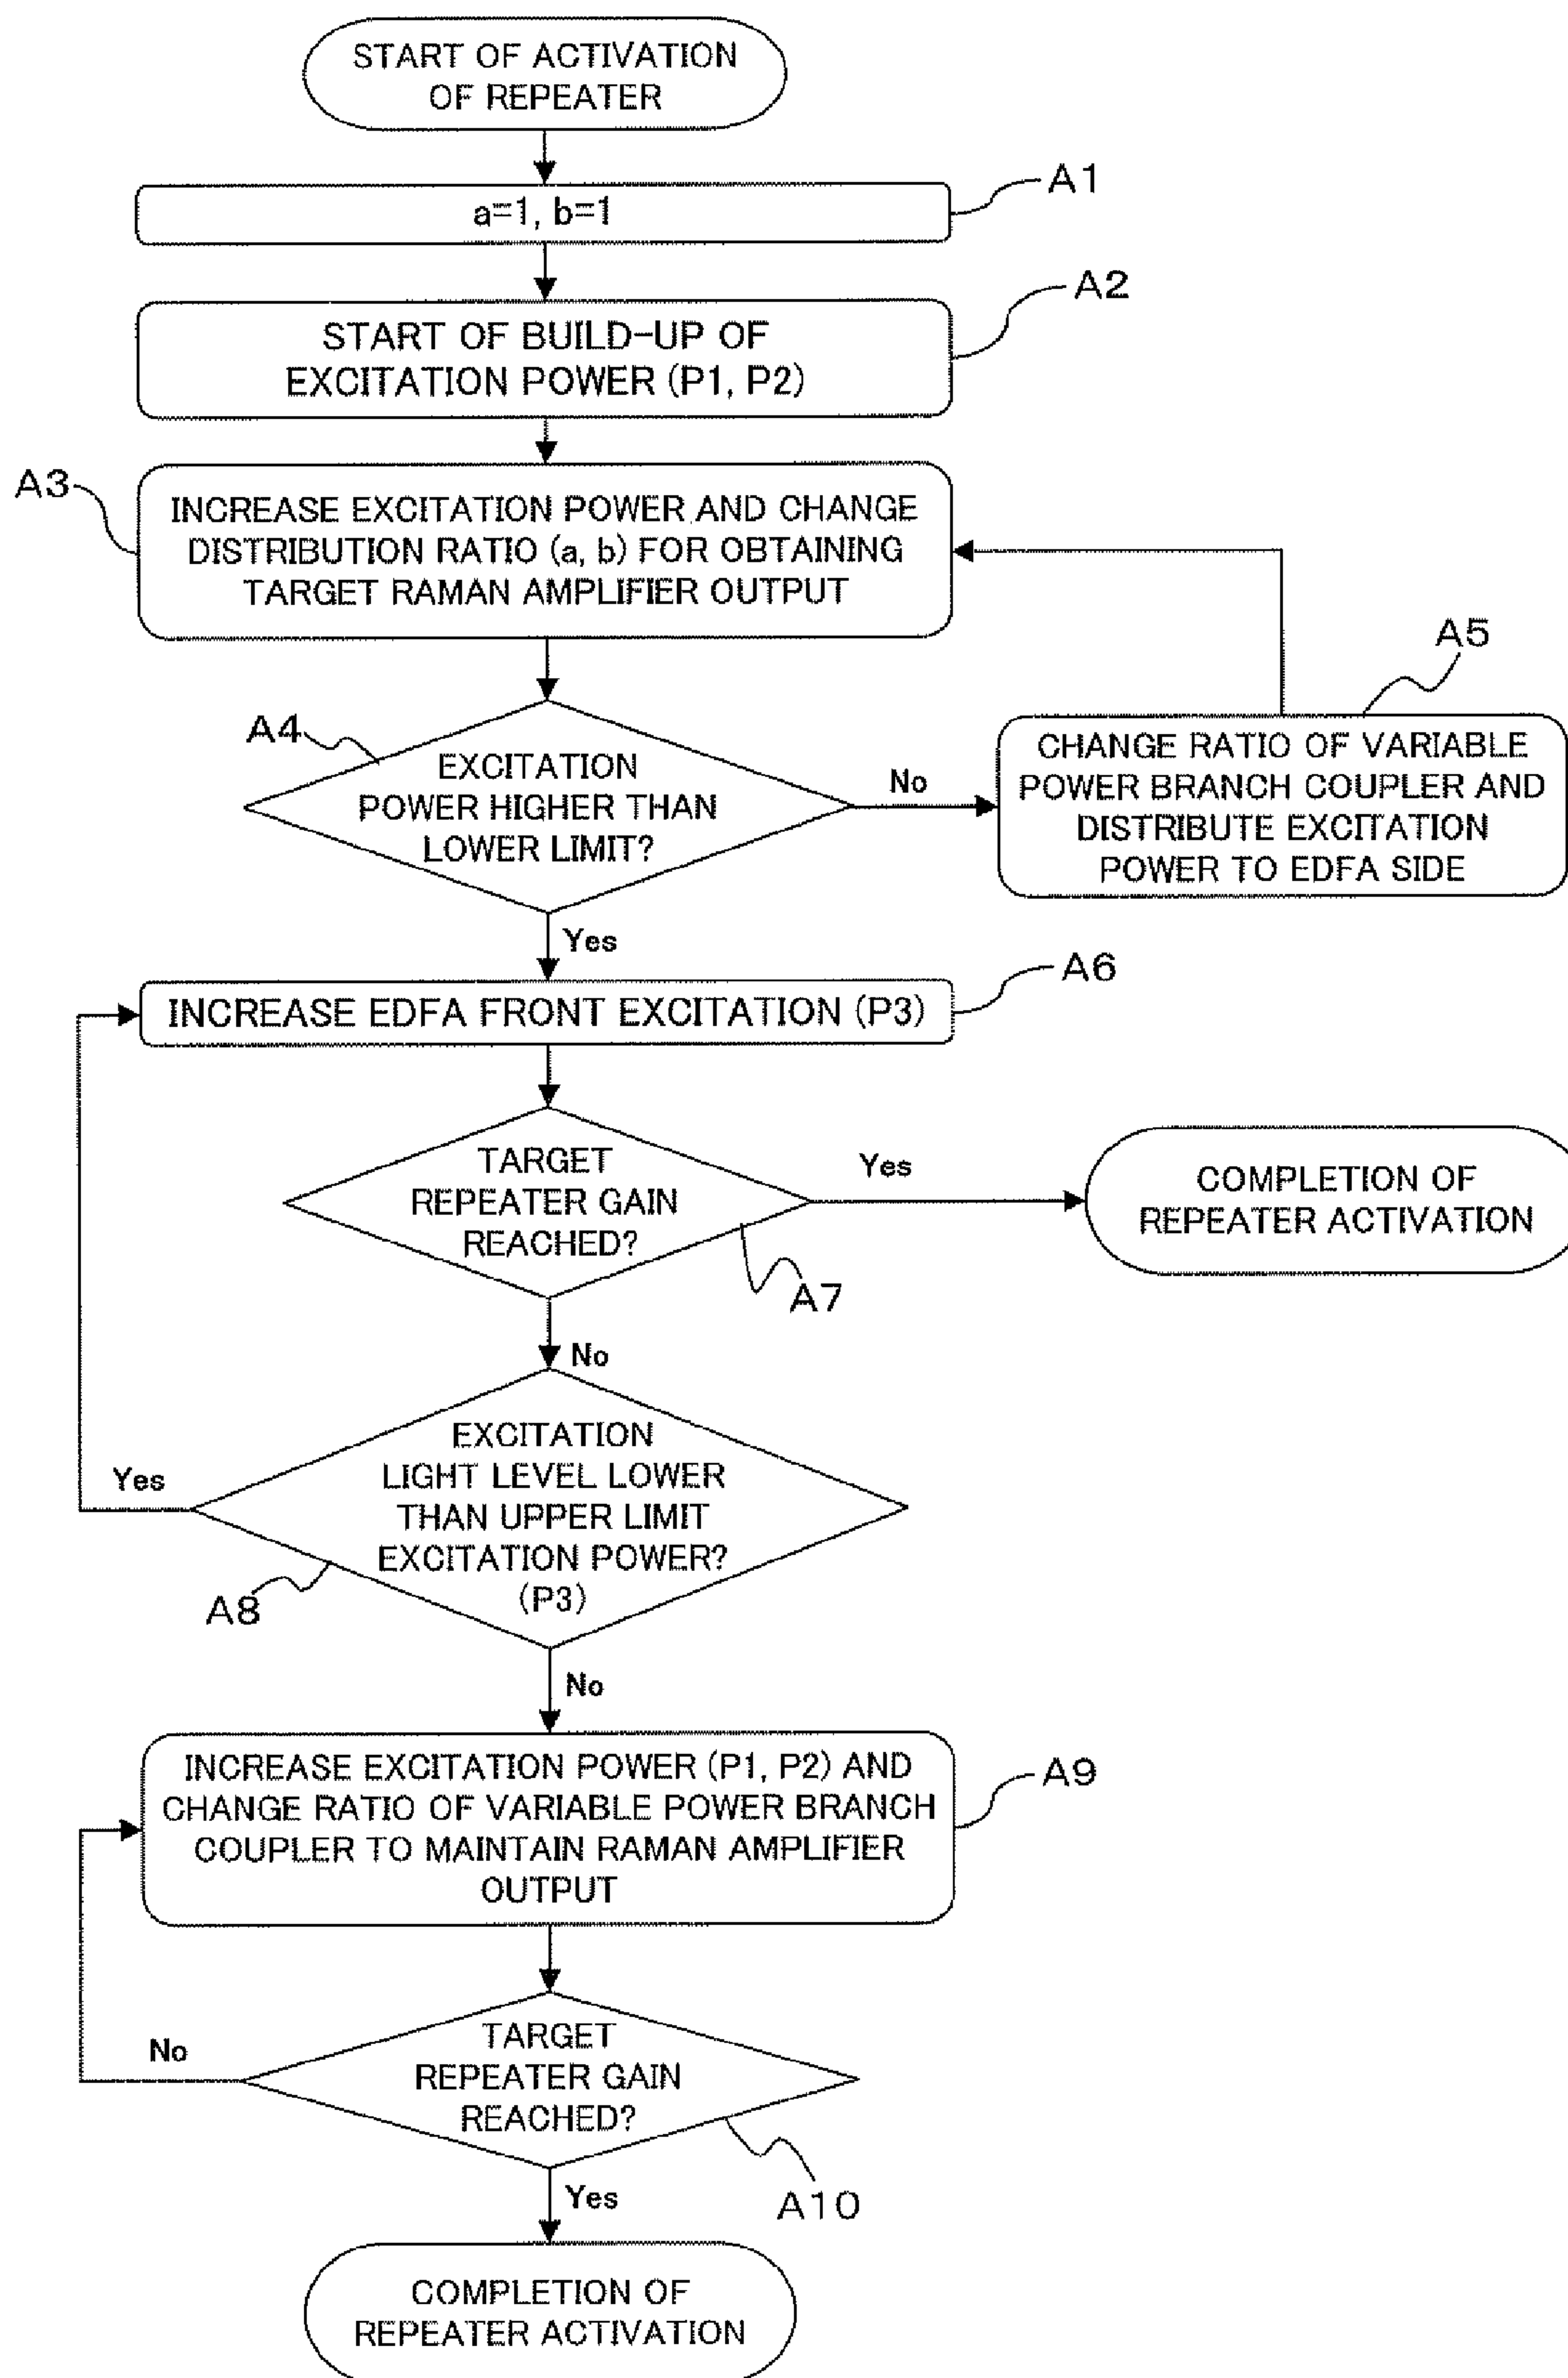 START OF ACTIVATION
OF REPEATER
A1
a=1, b=1
A2
START OF BUILD-UP OF
EXCITATION POWER (P1, P2)
A3
INCREASE EXCITATION POWER AND CHANGE
DISTRIBUTION RATIO (a, b) FOR OBTAINING
TARGET RAMAN AMPLIFIER OUTPUT
A4
EXCITATION
POWER HIGHER THAN
LOWER LIMIT?
No
A5
CHANGE RATIO OF VARIABLE
POWER BRANCH COUPLER AND
DISTRIBUTE EXCITATION
POWER TO EDFA SIDE
Yes
A6
INCREASE EDFA FRONT EXCITATION (P3)
TARGET
REPEATER GAIN
REACHED?
A7
Yes
COMPLETION OF
REPEATER ACTIVATION
No
EXCITATION
LIGHT LEVEL LOWER
THAN UPPER LIMIT
EXCITATION POWER?
(P3)
Yes
A8
No
A9
INCREASE EXCITATION POWER (P1, P2) AND
CHANGE RATIO OF VARIABLE POWER BRANCH
COUPLER TO MAINTAIN RAMAN AMPLIFIER
OUTPUT
TARGET
REPEATER GAIN
REACHED?
No
A10
Yes
COMPLETION OF
REPEATER ACTIVATION